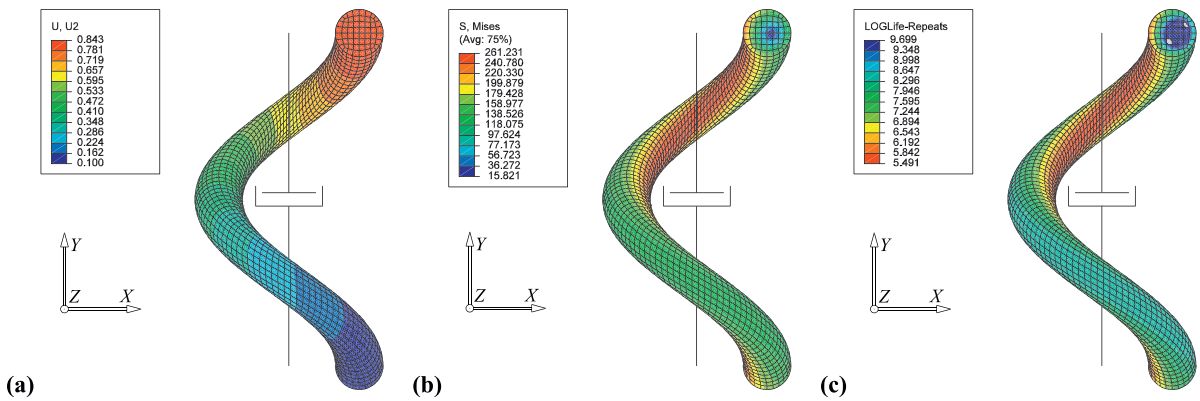 U, U2
0.843
0.781
0.719
0.657
0.595
0.533
0.472
0.410
0.348
0.286
0.224
0.162
0.100
Y
Z
X
(a)
S, Mises
(Avg: 75%)
261.231
240.780
220.330
199.879
179.428
158.977
138.526
118.075
97.624
77.173
56.723
36.272
15.821
Y
Z
X
(b)
LOGLife-Repeats
9.699
9.348
8.998
8.647
8.296
7.946
7.595
7.244
6.894
6.543
6.192
5.842
5.491
Y
Z
X
(c)